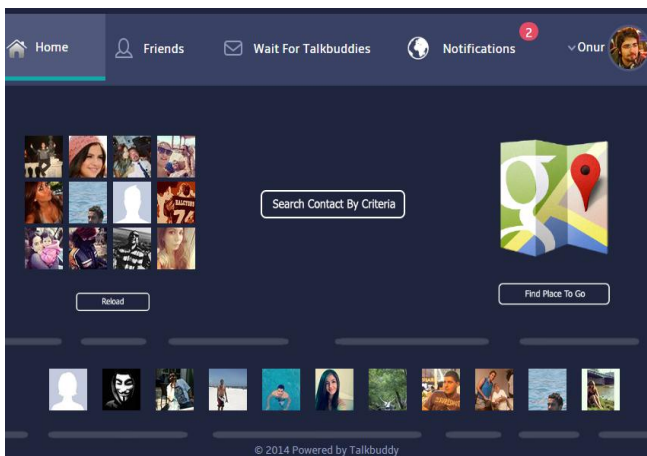 Home
Friends
Wait For Talkbuddies
Notifications
2
Onur
Search Contact By Criteria
Reload
Find Place To Go
© 2014 Powered by Talkbuddy